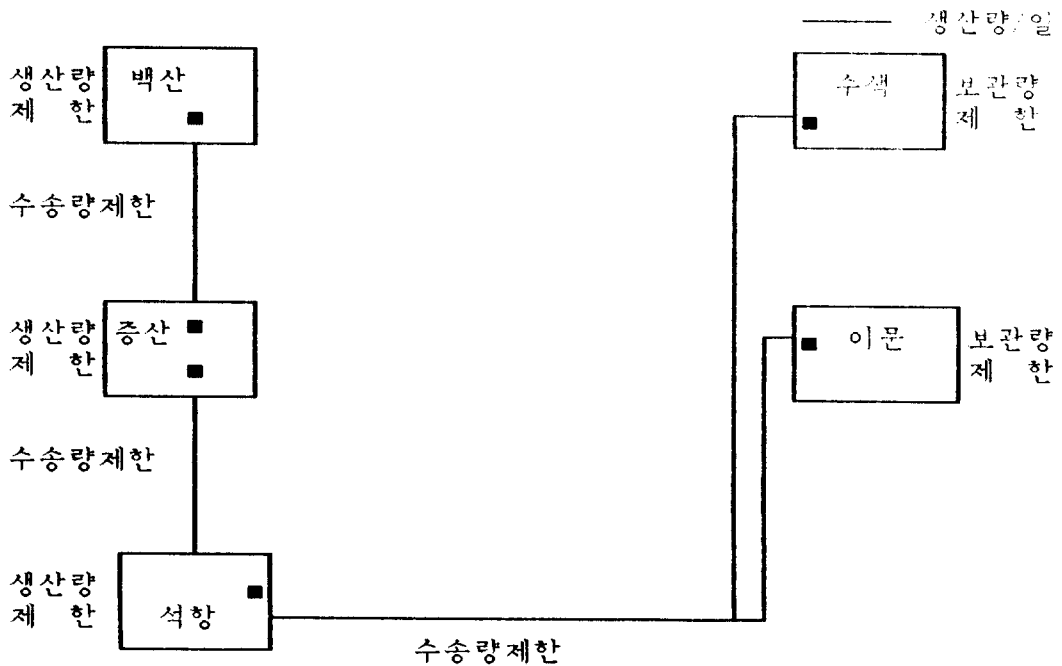 생산량/일
생산량
제 한
백산
수색
보관량
제 한
수송량제한
생산량
제 한
증산
이문
보관량
제 한
수송량제한
생산량
제 한
석항
수송량제한